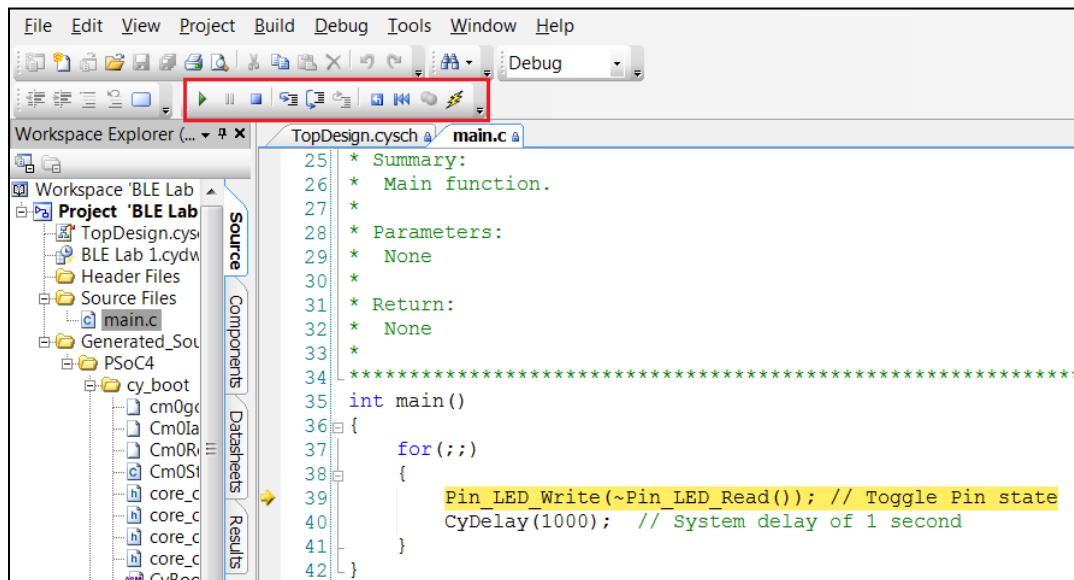 File Edit View Project Build Debug Tools Window Help
Debug
Workspace Explorer (...
TopDesign.cysch main.c
Workspace 'BLE Lab
Project 'BLE Lab
TopDesign.cys
BLE Lab 1.cydw
Header Files
Source Files
main.c
Generated_Sou
PSoC4
cy_boot
cm0gc
Cm0Ia
Cm0R
Cm0St
core_c
core_c
core_c
core_c
Source
Components
Datasheets
Results
25 * Summary:
26 *  Main function.
27 *
28 * Parameters:
29 *  None
30 *
31 * Return:
32 *  None
33 *
34 ****************************************************************
35 int main()
36 {
37     for(;;)
38     {
39         Pin_LED_Write(~Pin_LED_Read()); // Toggle Pin state
40         CyDelay(1000);  // System delay of 1 second
41     }
42 }